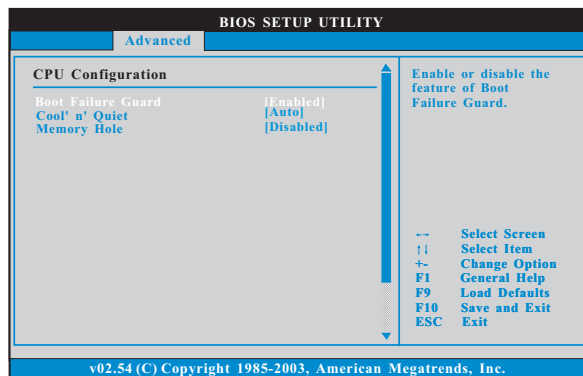 BIOS SETUP UTILITY
Advanced
CPU Configuration
Boot Failure Guard [Enabled]
Cool' n' Quiet [Auto]
Memory Hole [Disabled]
Enable or disable the
feature of Boot
Failure Guard.
←→ Select Screen
↑↓ Select Item
+- Change Option
F1 General Help
F9 Load Defaults
F10 Save and Exit
ESC Exit
v02.54 (C) Copyright 1985-2003, American Megatrends, Inc.